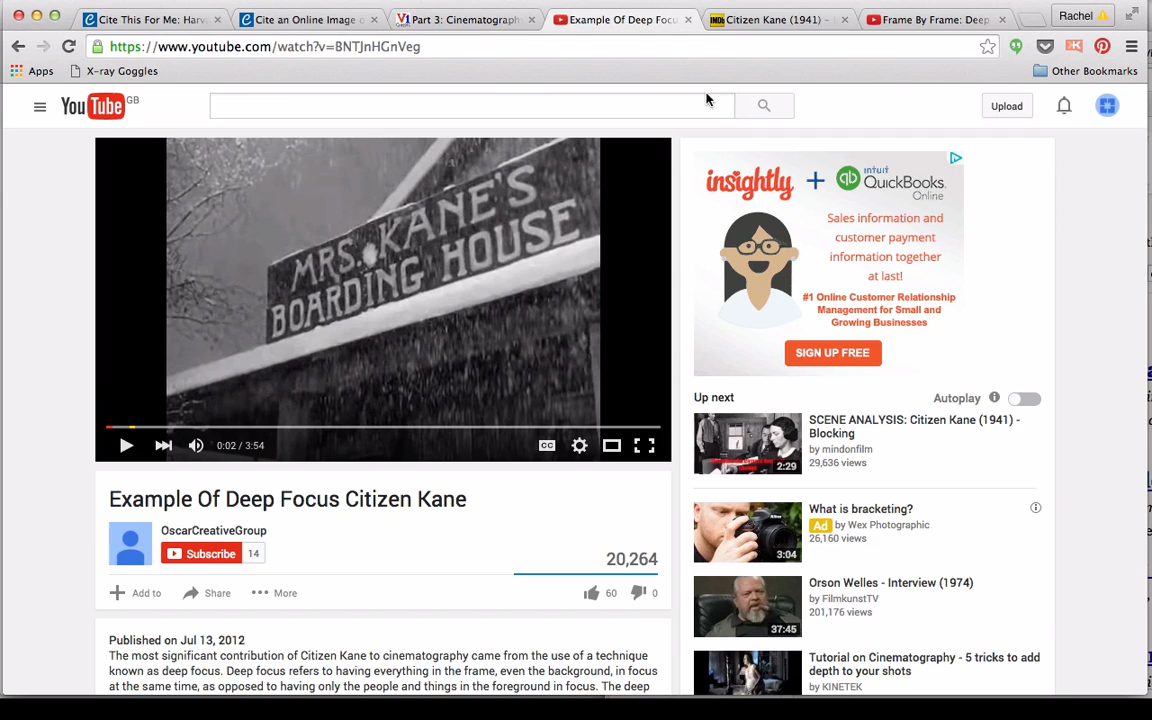 Cite This For Me: Harva
Cite an Online Image o
Part 3: Cinematograph
Example Of Deep Focu
IMDb Citizen Kane (1941) –
Frame By Frame: Deep
Rachel
https://www.youtube.com/watch?v=BNTJnHGnVeg
Apps
X-ray Goggles
Other Bookmarks
YouTube GB
Upload
MRS. KANE'S
BOARDING HOUSE
0:02 / 3:54
CC
Example Of Deep Focus Citizen Kane
OscarCreativeGroup
Subscribe 14
20,264
Add to
Share
More
60
0
Published on Jul 13, 2012
The most significant contribution of Citizen Kane to cinematography came from the use of a technique
known as deep focus. Deep focus refers to having everything in the frame, even the background, in focus
at the same time, as opposed to having only the people and things in the foreground in focus. The deep
insightly + intuit QuickBooks. Online
Sales information and
customer payment
information together
at last!
#1 Online Customer Relationship
Management for Small and
Growing Businesses
SIGN UP FREE
Up next
Autoplay
SCENE ANALYSIS: Citizen Kane (1941) -
Blocking
by mindonfilm
29,636 views
2:29
What is bracketing?
Ad by Wex Photographic
26,160 views
3:04
Orson Welles - Interview (1974)
by FilmkunstTV
201,176 views
37:45
Tutorial on Cinematography - 5 tricks to add
depth to your shots
by KINETEK